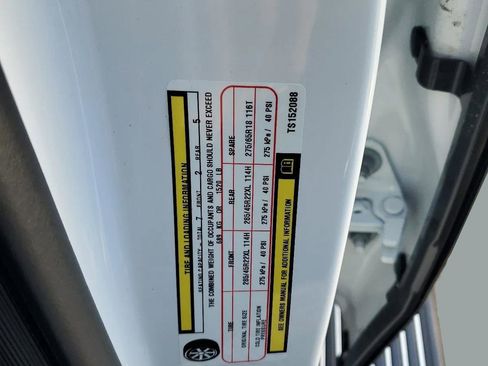 TIRE AND LOADING INFORMATION
SEATING CAPACITY - TOTAL 7 FRONT 2 REAR 5
THE COMBINED WEIGHT OF OCCUPANTS AND CARGO SHOULD NEVER EXCEED
689 KG OR 1520 LB
TIRE FRONT REAR SPARE
ORIGINAL TIRE SIZE 285/45R22XL 114H 285/45R22XL 114H 275/65R18 116T
COLD TIRE INFLATION PRESSURE 275 kPa / 40 PSI 275 kPa / 40 PSI 275 kPa / 40 PSI
SEE OWNERS MANUAL FOR ADDITIONAL INFORMATION
TS152088